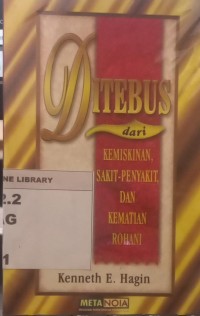 DITEBUS
dari
KEMISKINAN,
SAKIT-PENYAKIT,
DAN
KEMATIAN
ROHANI
NE LIBRARY
2.2
G
1
Kenneth E. Hagin
METANOIA